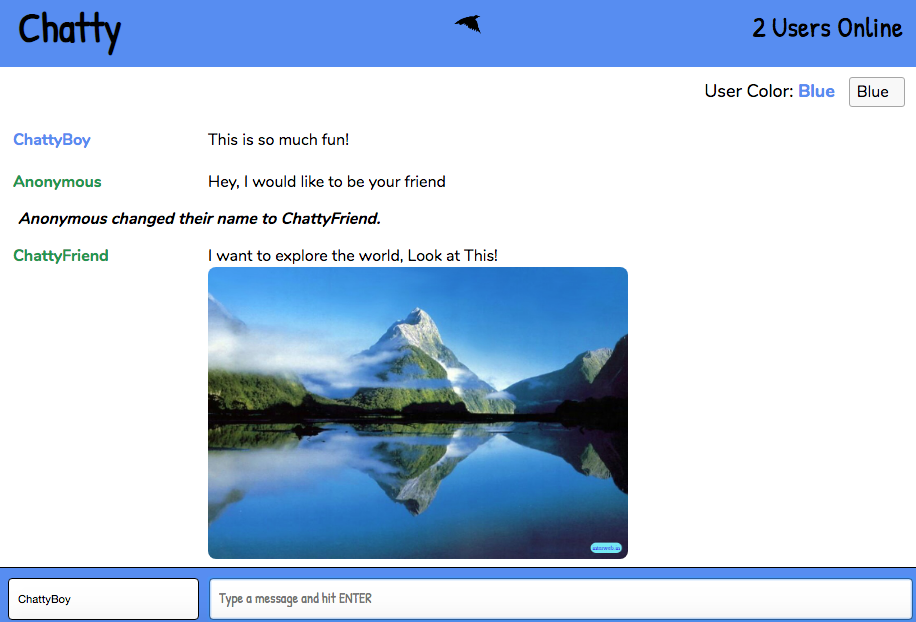 Chatty
2 Users Online
User Color: Blue
Blue
ChattyBoy
This is so much fun!
Anonymous
Hey, I would like to be your friend
Anonymous changed their name to ChattyFriend.
ChattyFriend
I want to explore the world, Look at This!
ChattyBoy
Type a message and hit ENTER